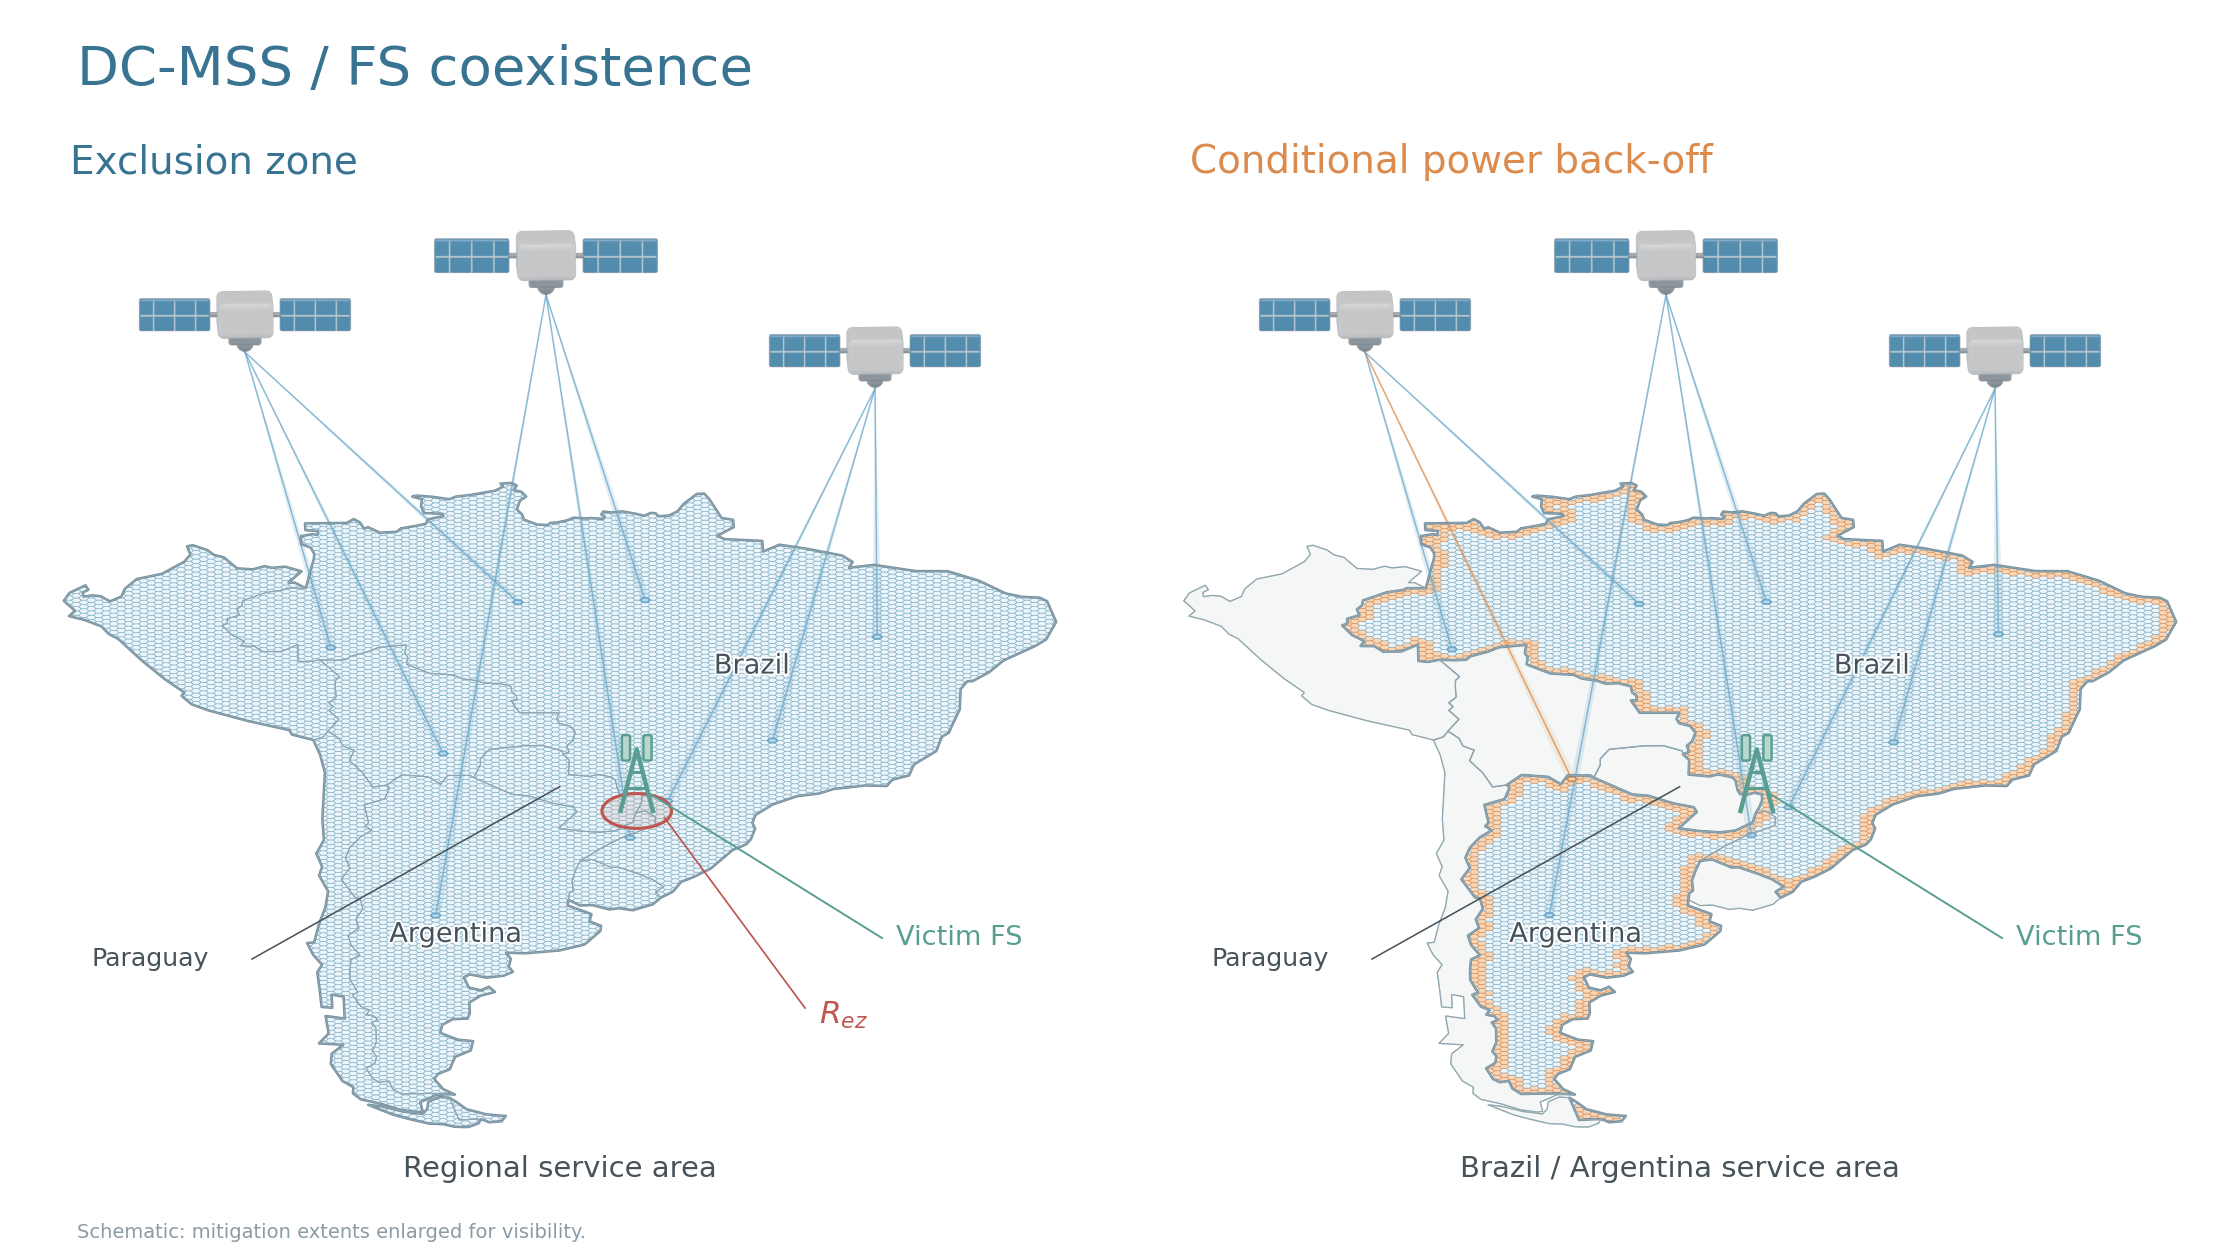 DC-MSS / FS coexistence
Exclusion zone
Conditional power back-off
Brazil
Argentina
Paraguay
Victim FS
R_ez
Regional service area
Brazil
Argentina
Paraguay
Victim FS
Brazil / Argentina service area
Schematic: mitigation extents enlarged for visibility.